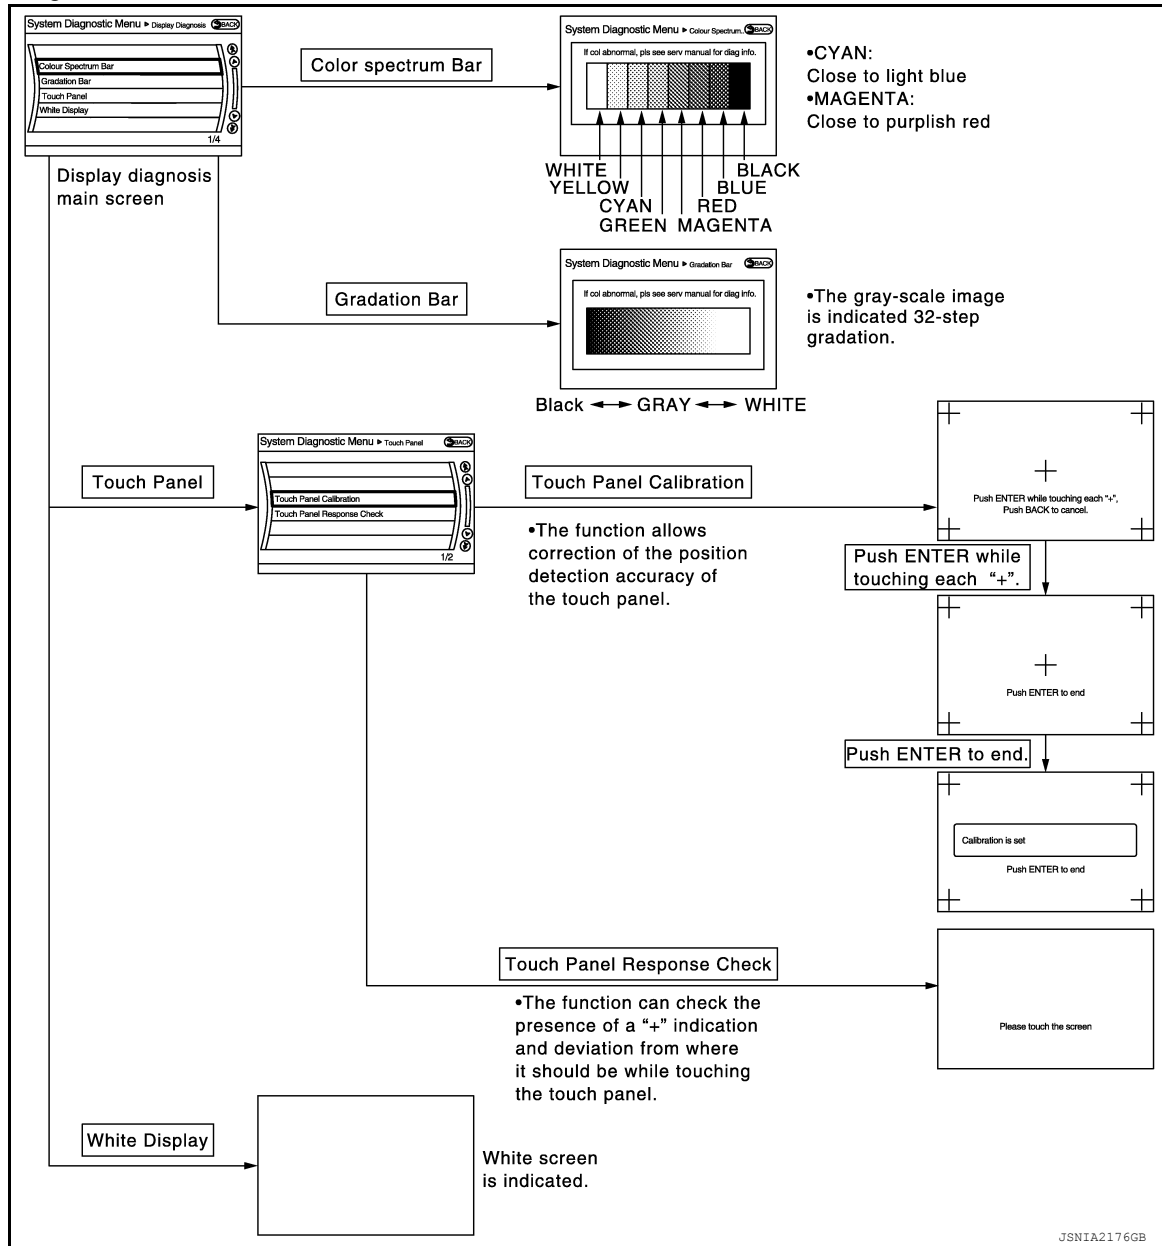 System Diagnostic Menu ▶ Display Diagnosis BACK
Colour Spectrum Bar
Gradation Bar
Touch Panel
White Display
1/4
Display diagnosis
main screen
Color spectrum Bar
System Diagnostic Menu ▶ Colour Spectrum.. BACK
If col abnormal, pls see serv manual for diag info.
WHITE
YELLOW
CYAN
GREEN
MAGENTA
RED
BLUE
BLACK
•CYAN:
Close to light blue
•MAGENTA:
Close to purplish red
Gradation Bar
System Diagnostic Menu ▶ Gradation Bar BACK
If col abnormal, pls see serv manual for diag info.
Black ↔ GRAY ↔ WHITE
•The gray-scale image
is indicated 32-step
gradation.
Touch Panel
System Diagnostic Menu ▶ Touch Panel BACK
Touch Panel Calibration
Touch Panel Response Check
1/2
Touch Panel Calibration
•The function allows
correction of the position
detection accuracy of
the touch panel.
Push ENTER while touching each “+”,
Push BACK to cancel.
Push ENTER while
touching each “+”.
Push ENTER to end
Push ENTER to end.
Calibration is set
Push ENTER to end
Touch Panel Response Check
•The function can check the
presence of a “+” indication
and deviation from where
it should be while touching
the touch panel.
Please touch the screen
White Display
White screen
is indicated.
JSNIA2176GB